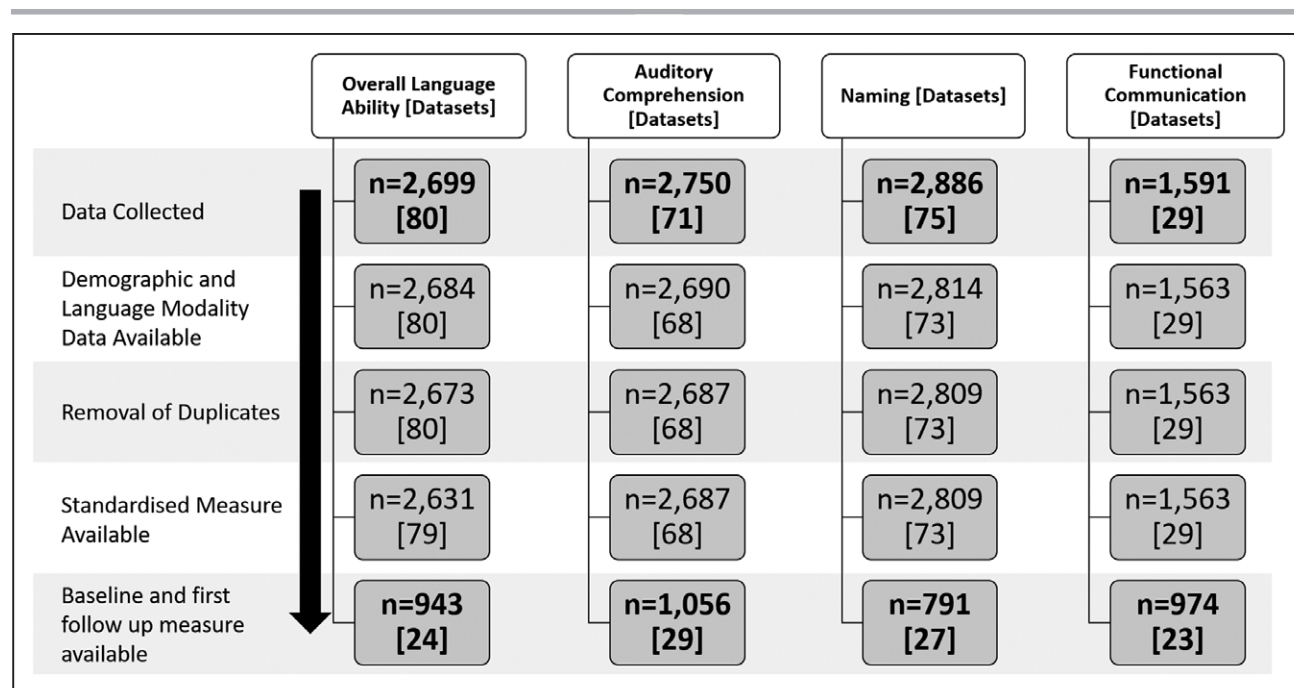 Overall Language
Ability [Datasets]
Auditory
Comprehension
[Datasets]
Naming [Datasets]
Functional
Communication
[Datasets]
Data Collected
n=2,699
[80]
n=2,750
[71]
n=2,886
[75]
n=1,591
[29]
Demographic and
Language Modality
Data Available
n=2,684
[80]
n=2,690
[68]
n=2,814
[73]
n=1,563
[29]
Removal of Duplicates
n=2,673
[80]
n=2,687
[68]
n=2,809
[73]
n=1,563
[29]
Standardised Measure
Available
n=2,631
[79]
n=2,687
[68]
n=2,809
[73]
n=1,563
[29]
Baseline and first
follow up measure
available
n=943
[24]
n=1,056
[29]
n=791
[27]
n=974
[23]